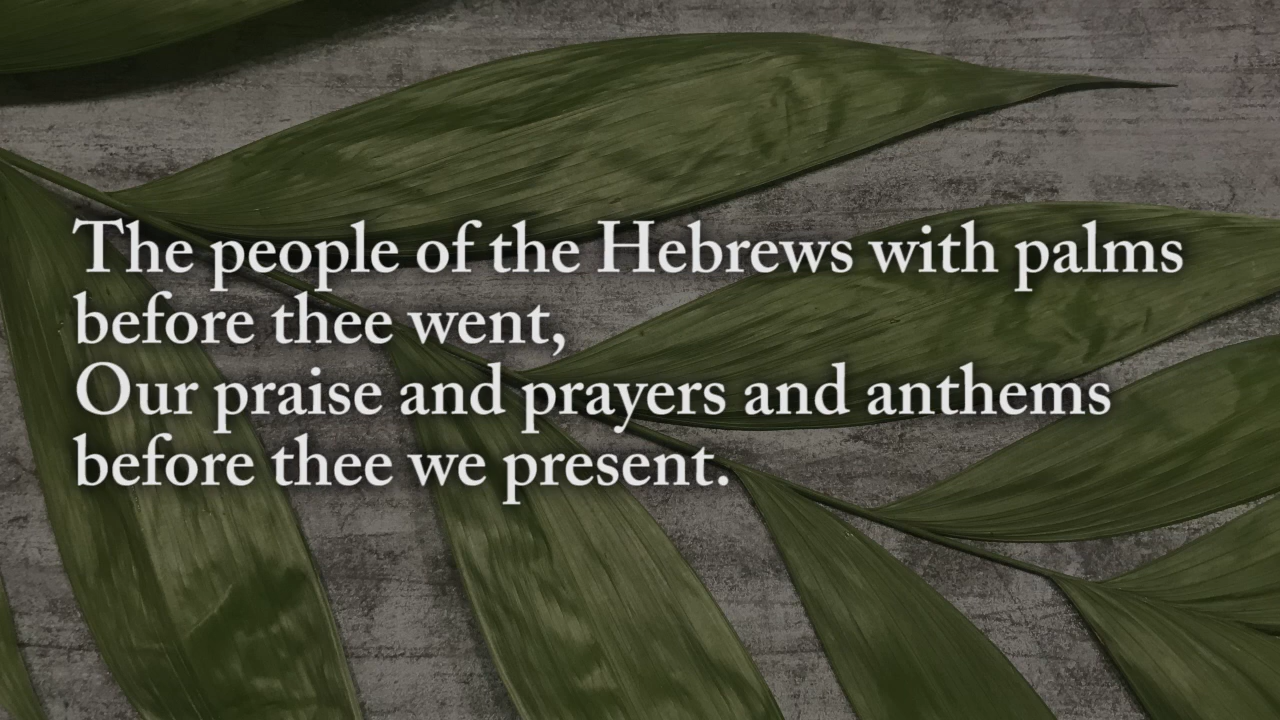 The people of the Hebrews with palms
before thee went,
Our praise and prayers and anthems
before thee we present.